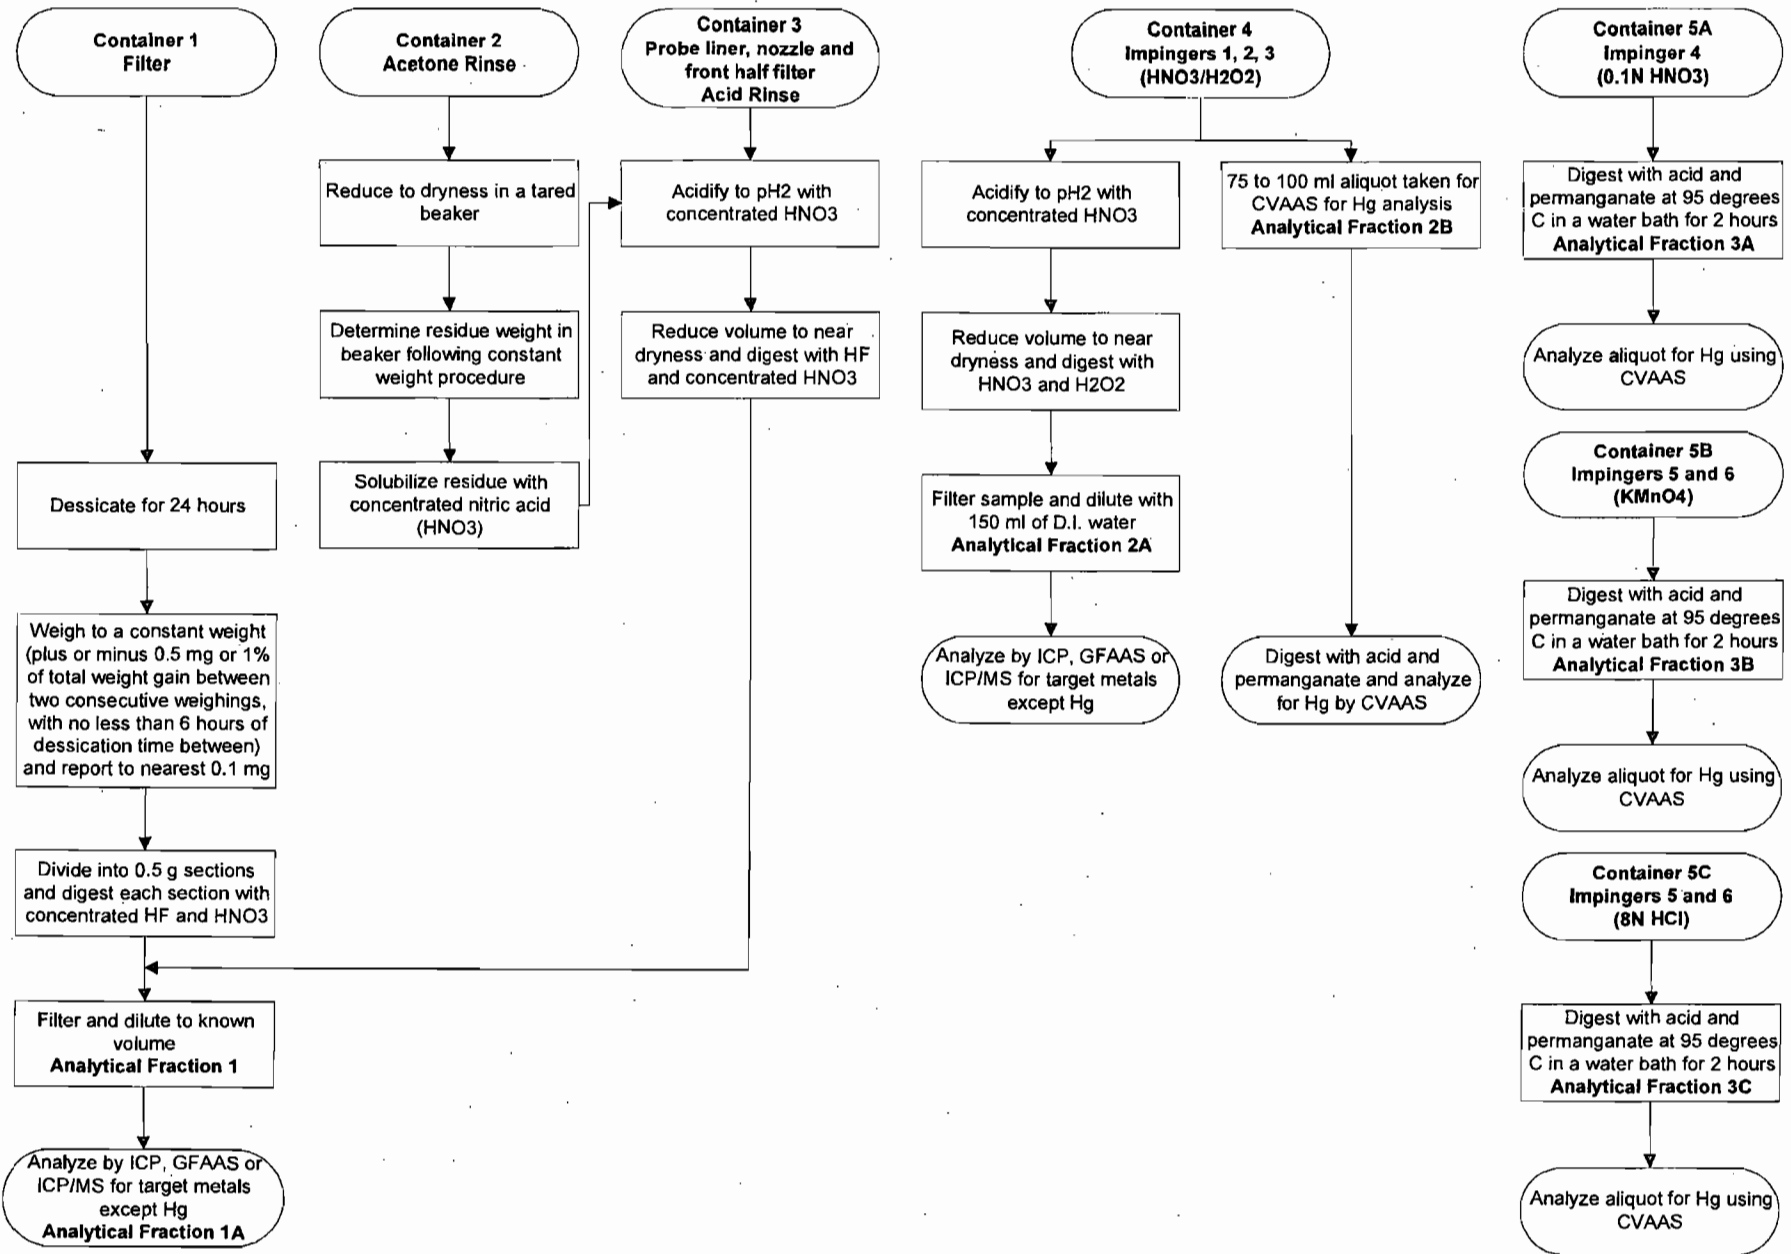 Container 1
Filter
Dessicate for 24 hours
Weigh to a constant weight
(plus or minus 0.5 mg or 1%
of total weight gain between
two consecutive weighings,
with no less than 6 hours of
dessication time between)
and report to nearest 0.1 mg
Divide into 0.5 g sections
and digest each section with
concentrated HF and HNO3
Filter and dilute to known
volume
Analytical Fraction 1
Analyze by ICP, GFAAS or
ICP/MS for target metals
except Hg
Analytical Fraction 1A
Container 2
Acetone Rinse
Reduce to dryness in a tared
beaker
Determine residue weight in
beaker following constant
weight procedure
Solubilize residue with
concentrated nitric acid
(HNO3)
Container 3
Probe liner, nozzle and
front half filter
Acid Rinse
Acidify to pH2 with
concentrated HNO3
Reduce volume to near
dryness and digest with HF
and concentrated HNO3
Container 4
Impingers 1, 2, 3
(HNO3/H2O2)
Acidify to pH2 with
concentrated HNO3
Reduce volume to near
dryness and digest with
HNO3 and H2O2
Filter sample and dilute with
150 ml of D.I. water
Analytical Fraction 2A
Analyze by ICP, GFAAS or
ICP/MS for target metals
except Hg
75 to 100 ml aliquot taken for
CVAAS for Hg analysis
Analytical Fraction 2B
Digest with acid and
permanganate and analyze
for Hg by CVAAS
Container 5A
Impinger 4
(0.1N HNO3)
Digest with acid and
permanganate at 95 degrees
C in a water bath for 2 hours
Analytical Fraction 3A
Analyze aliquot for Hg using
CVAAS
Container 5B
Impingers 5 and 6
(KMnO4)
Digest with acid and
permanganate at 95 degrees
C in a water bath for 2 hours
Analytical Fraction 3B
Analyze aliquot for Hg using
CVAAS
Container 5C
Impingers 5 and 6
(8N HCl)
Digest with acid and
permanganate at 95 degrees
C in a water bath for 2 hours
Analytical Fraction 3C
Analyze aliquot for Hg using
CVAAS